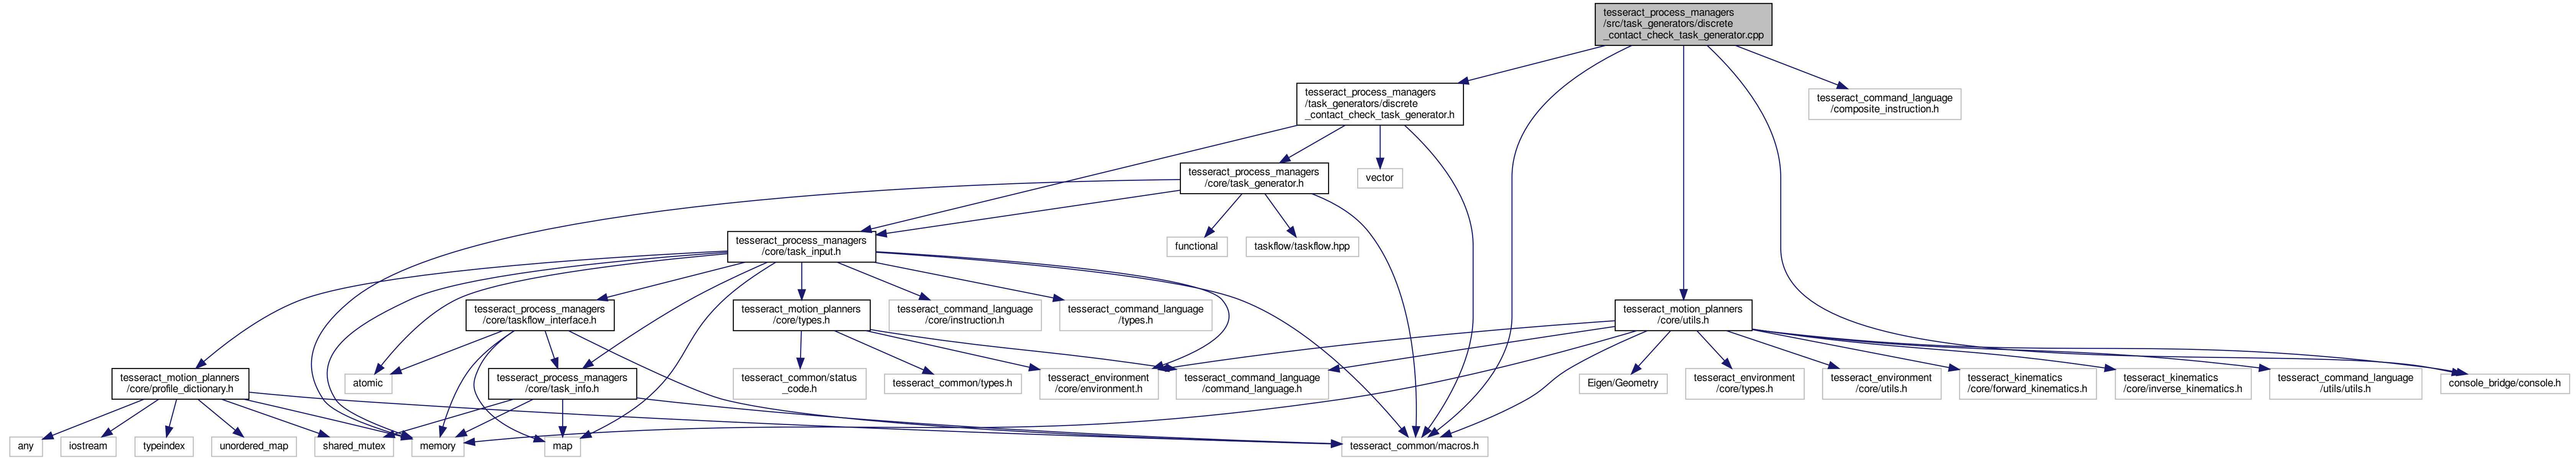 tesseract_process_managers
/src/task_generators/discrete
_contact_check_task_generator.cpp
tesseract_process_managers
/task_generators/discrete
_contact_check_task_generator.h
tesseract_command_language
/composite_instruction.h
tesseract_process_managers
/core/task_generator.h
vector
tesseract_process_managers
/core/task_input.h
functional
taskflow/taskflow.hpp
tesseract_process_managers
/core/taskflow_interface.h
tesseract_motion_planners
/core/types.h
tesseract_command_language
/core/instruction.h
tesseract_command_language
/types.h
tesseract_motion_planners
/core/utils.h
tesseract_motion_planners
/core/profile_dictionary.h
atomic
tesseract_process_managers
/core/task_info.h
tesseract_common/status
_code.h
tesseract_common/types.h
tesseract_environment
/core/environment.h
tesseract_command_language
/command_language.h
Eigen/Geometry
tesseract_environment
/core/types.h
tesseract_environment
/core/utils.h
tesseract_kinematics
/core/forward_kinematics.h
tesseract_kinematics
/core/inverse_kinematics.h
tesseract_command_language
/utils/utils.h
console_bridge/console.h
any
iostream
typeindex
unordered_map
shared_mutex
memory
map
tesseract_common/macros.h